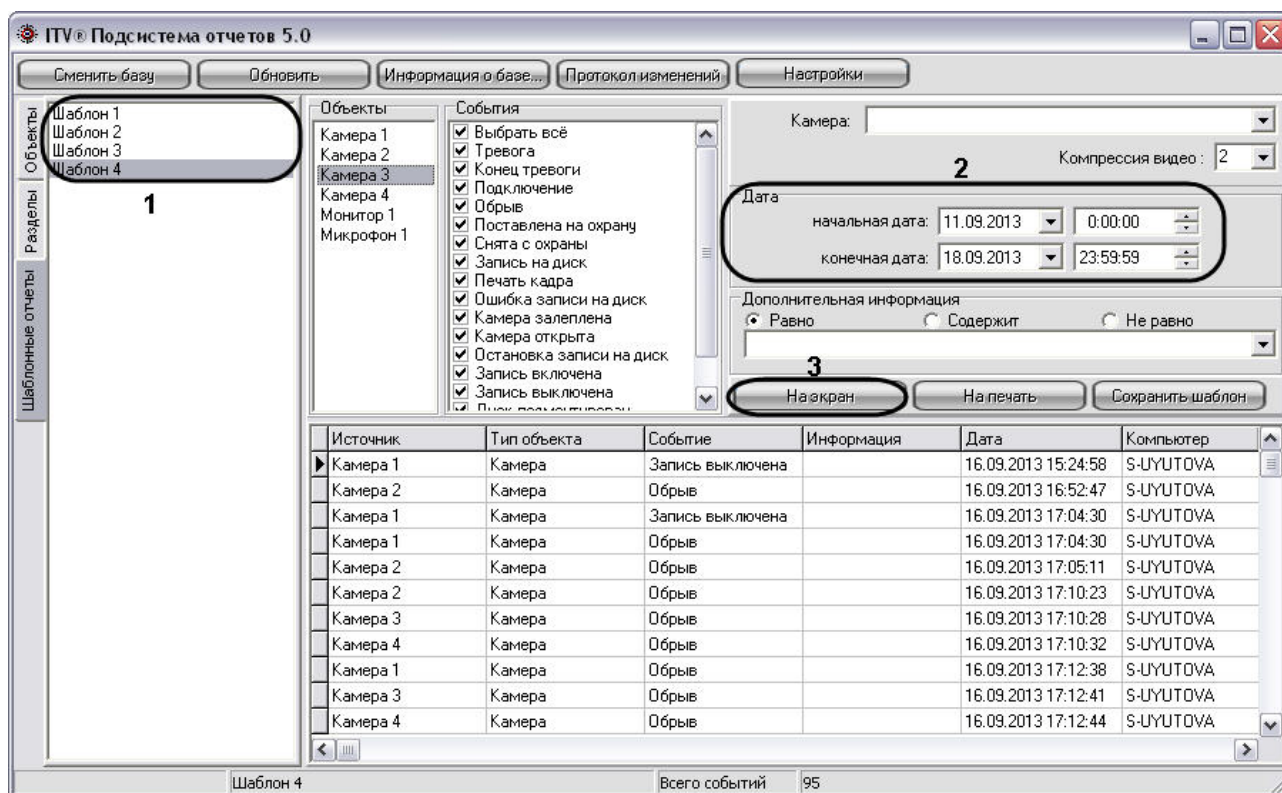 ITV® Подсистема отчетов 5.0
Сменить базу Обновить Информация о базе... Протокол изменений Настройки
Объекты
Разделы
Шаблонные отчеты
Шаблон 1
Шаблон 2
Шаблон 3
Шаблон 4
1
Объекты
Камера 1
Камера 2
Камера 3
Камера 4
Монитор 1
Микрофон 1
События
Выбрать всё
Тревога
Конец тревоги
Подключение
Обрыв
Поставлена на охрану
Снята с охраны
Запись на диск
Печать кадра
Ошибка записи на диск
Камера залеплена
Камера открыта
Остановка записи на диск
Запись включена
Запись выключена
Камера:
Компрессия видео : 2
2
Дата
начальная дата: 11.09.2013 0:00:00
конечная дата: 18.09.2013 23:59:59
Дополнительная информация
Равно Содержит Не равно
3
На экран На печать Сохранить шаблон
Источник Тип объекта Событие Информация Дата Компьютер
Камера 1 Камера Запись выключена 16.09.2013 15:24:58 S-UYUTOVA
Камера 2 Камера Обрыв 16.09.2013 16:52:47 S-UYUTOVA
Камера 1 Камера Запись выключена 16.09.2013 17:04:30 S-UYUTOVA
Камера 1 Камера Обрыв 16.09.2013 17:04:30 S-UYUTOVA
Камера 2 Камера Обрыв 16.09.2013 17:05:11 S-UYUTOVA
Камера 2 Камера Обрыв 16.09.2013 17:10:23 S-UYUTOVA
Камера 3 Камера Обрыв 16.09.2013 17:10:28 S-UYUTOVA
Камера 4 Камера Обрыв 16.09.2013 17:10:32 S-UYUTOVA
Камера 1 Камера Обрыв 16.09.2013 17:12:38 S-UYUTOVA
Камера 3 Камера Обрыв 16.09.2013 17:12:41 S-UYUTOVA
Камера 4 Камера Обрыв 16.09.2013 17:12:44 S-UYUTOVA
Шаблон 4 Всего событий 95